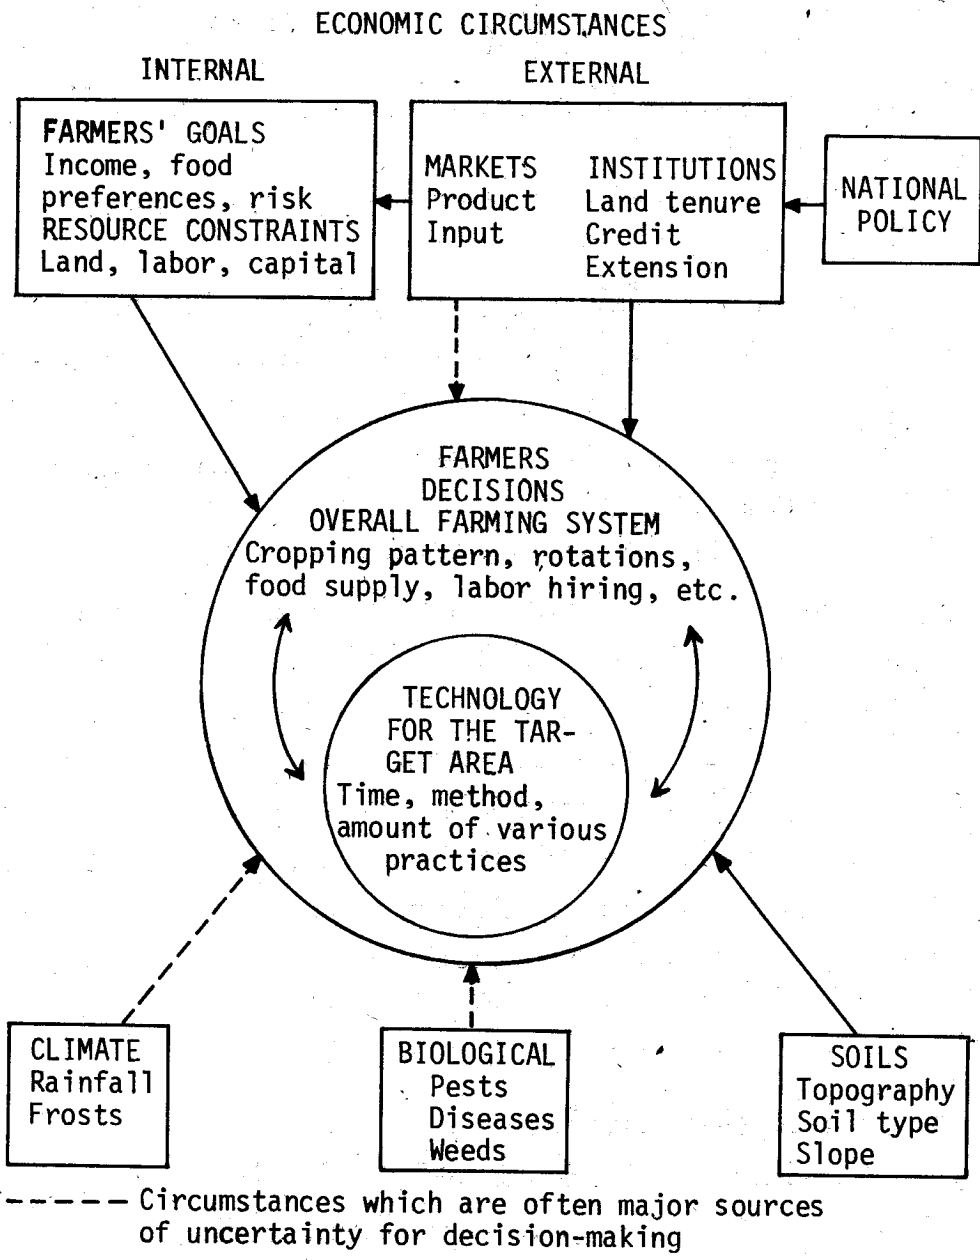 ECONOMIC CIRCUMSTANCES
INTERNAL
EXTERNAL
FARMERS' GOALS
Income, food
preferences, risk
RESOURCE CONSTRAINTS
Land, labor, capital
MARKETS
Product
Input
INSTITUTIONS
Land tenure
Credit
Extension
NATIONAL
POLICY
FARMERS
DECISIONS
OVERALL FARMING SYSTEM
Cropping pattern, rotations,
food supply, labor hiring, etc.
TECHNOLOGY
FOR THE TAR-
GET AREA
Time, method,
amount of various
practices
CLIMATE
Rainfall
Frosts
BIOLOGICAL
Pests
Diseases
Weeds
SOILS
Topography
Soil type
Slope
Circumstances which are often major sources
of uncertainty for decision-making